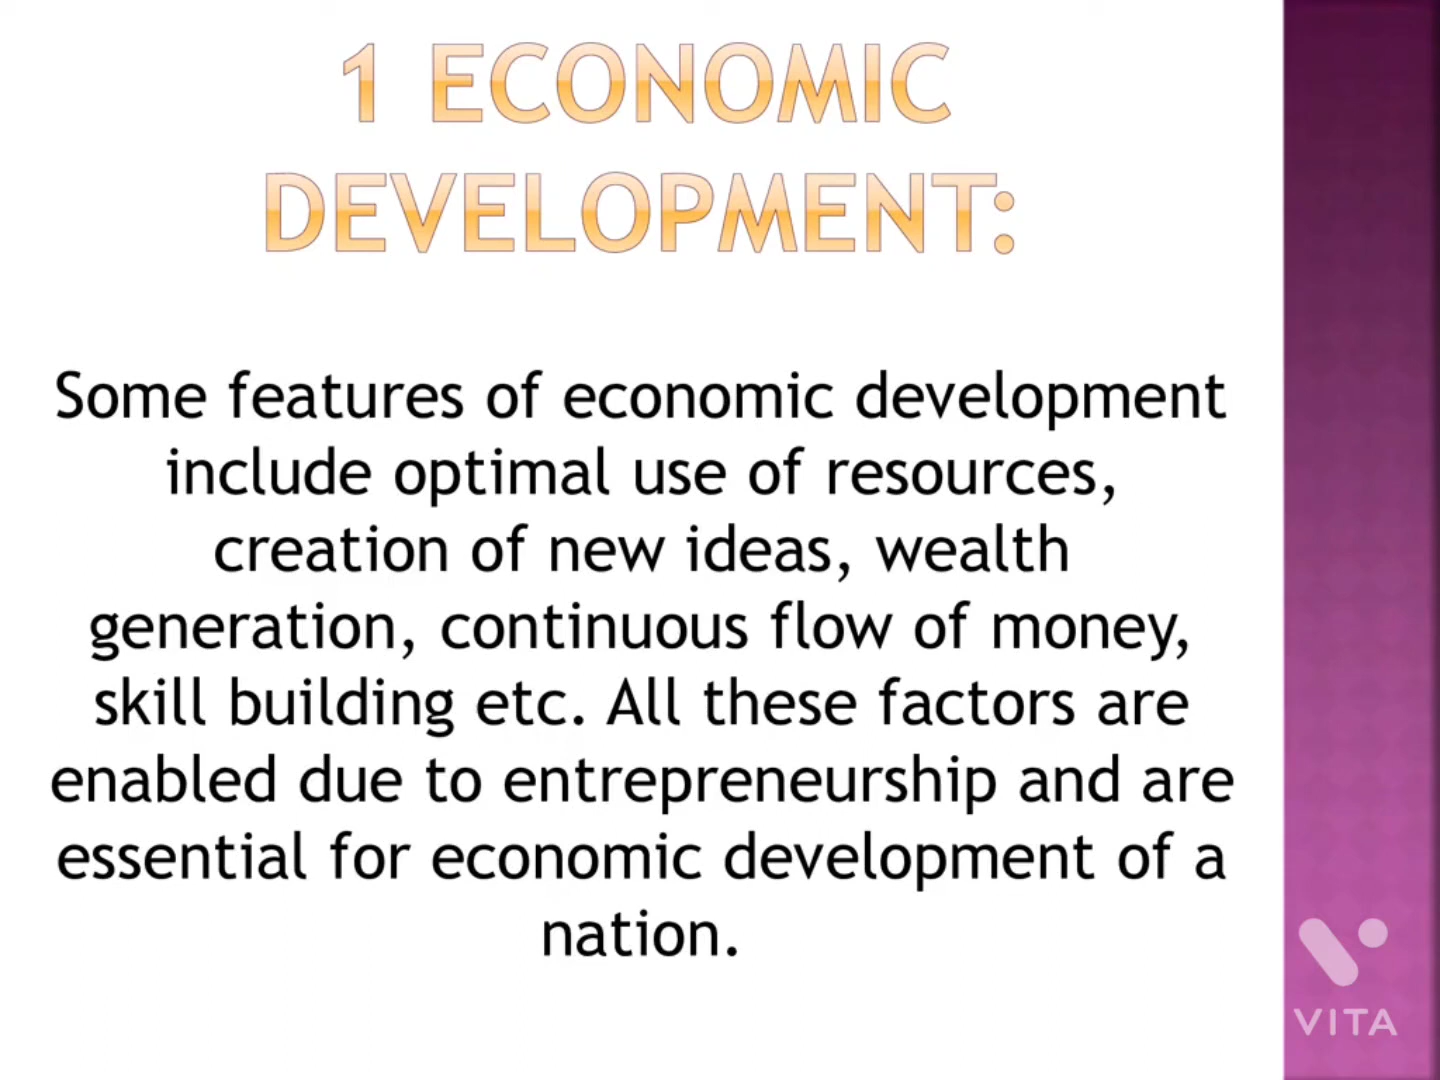 1 ECONOMIC
DEVELOPMENT:
Some features of economic development
include optimal use of resources,
creation of new ideas, wealth
generation, continuous flow of money,
skill building etc. All these factors are
enabled due to entrepreneurship and are
essential for economic development of a
nation.
VITA